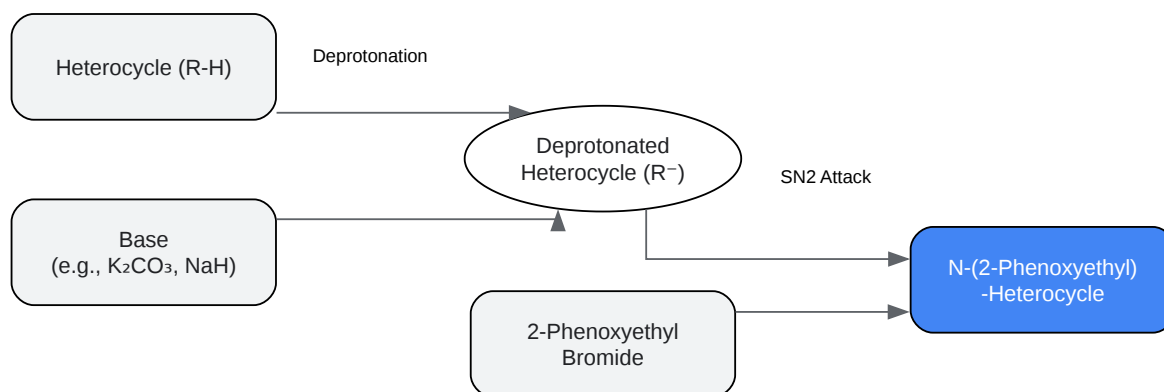 Heterocycle (R-H)
Deprotonation
Deprotonated
Heterocycle (R⁻)
SN2 Attack
Base
(e.g., K₂CO₃, NaH)
N-(2-Phenoxyethyl)
-Heterocycle
2-Phenoxyethyl
Bromide